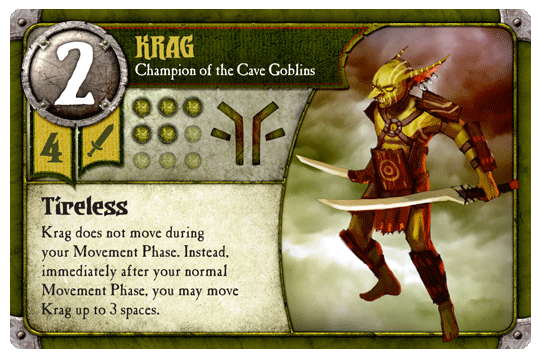 2
KRAG
Champion of the Cave Goblins
4
Tireless
Krag does not move during
your Movement Phase. Instead,
immediately after your normal
Movement Phase, you may move
Krag up to 3 spaces.